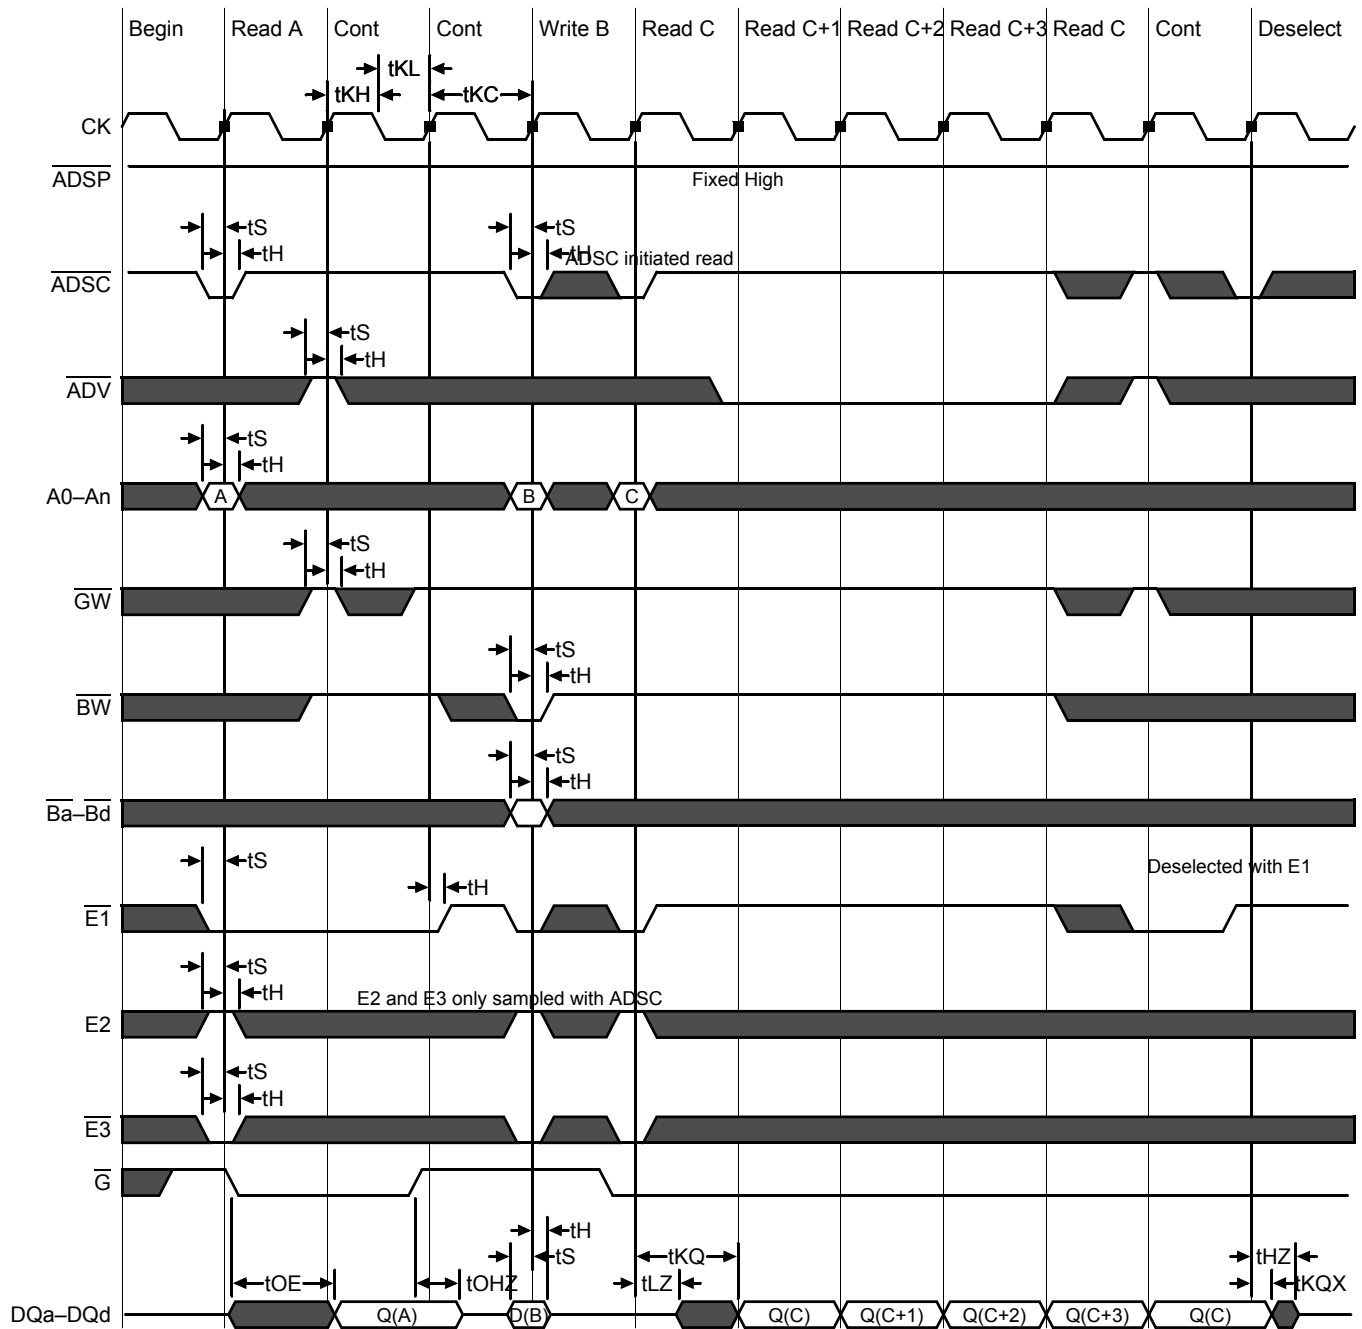 Begin Read A Cont Cont Write B Read C Read C+1 Read C+2 Read C+3 Read C Cont Deselect
tKL
tKH tKC
CK
ADSP
Fixed High
tS tS
tH tH
ADSC initiated read
ADSC
tS
tH
ADV
tS
tH
A0–An A B C
tS
tH
GW
tS
tH
BW
tS
tH
Ba–Bd
tS
Deselected with E1
tH
E1
tS
tH
E2 and E3 only sampled with ADSC
E2
tS
tH
E3
G
tH
tS tKQ tHZ
tOE tOHZ tLZ tKQX
DQa–DQd Q(A) D(B) Q(C) Q(C+1) Q(C+2) Q(C+3) Q(C)